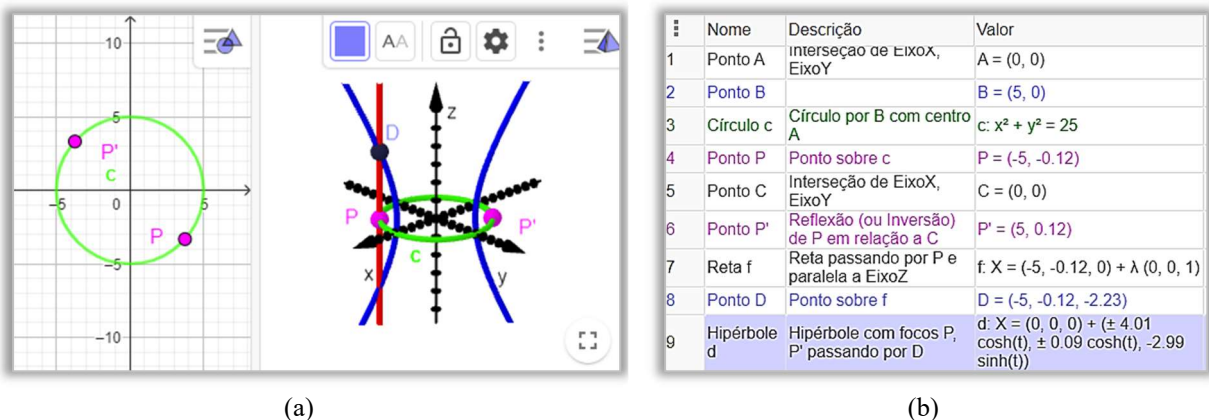 10
5
P'
c
-5
0
5
P
-5
-10
AA
z
D
P
P'
c
x
y
Nome Descrição Valor
1 Ponto A Interseção de EixoX, EixoY A = (0, 0)
2 Ponto B B = (5, 0)
3 Círculo c Círculo por B com centro A c: x² + y² = 25
4 Ponto P Ponto sobre c P = (-5, -0.12)
5 Ponto C Interseção de EixoX, EixoY C = (0, 0)
6 Ponto P' Reflexão (ou Inversão) de P em relação a C P' = (5, 0.12)
7 Reta f Reta passando por P e paralela a EixoZ f: X = (-5, -0.12, 0) + λ (0, 0, 1)
8 Ponto D Ponto sobre f D = (-5, -0.12, -2.23)
9 Hipérbole d Hipérbole com focos P, P' passando por D d: X = (0, 0, 0) + (± 4.01 cosh(t), ± 0.09 cosh(t), -2.99 sinh(t))
(a)
(b)